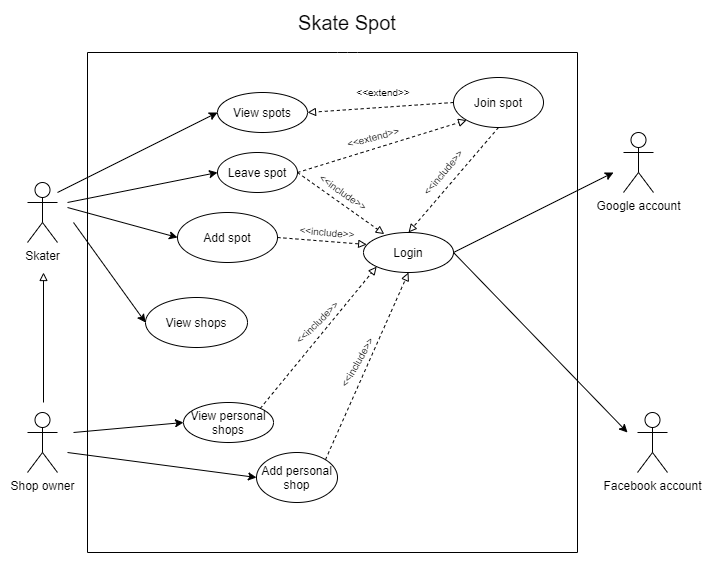 Skate Spot
<<extend>>
View spots
Join spot
<<extend>>
Leave spot
<<include>>
<<include>>
Google account
Add spot
<<include>>
Login
Skater
View shops
<<include>>
<<include>>
View personal
shops
Add personal
shop
Shop owner
Facebook account